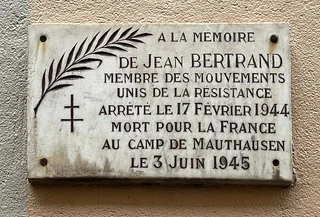 A LA MEMOIRE
DE JEAN BERTRAND
MEMBRE DES MOUVEMENTS
UNIS DE LA RÉSISTANCE
ARRÊTÉ LE 17 FÉVRIER 1944
MORT POUR LA FRANCE
AU CAMP DE MAUTHAUSEN
LE 3 JUIN 1945